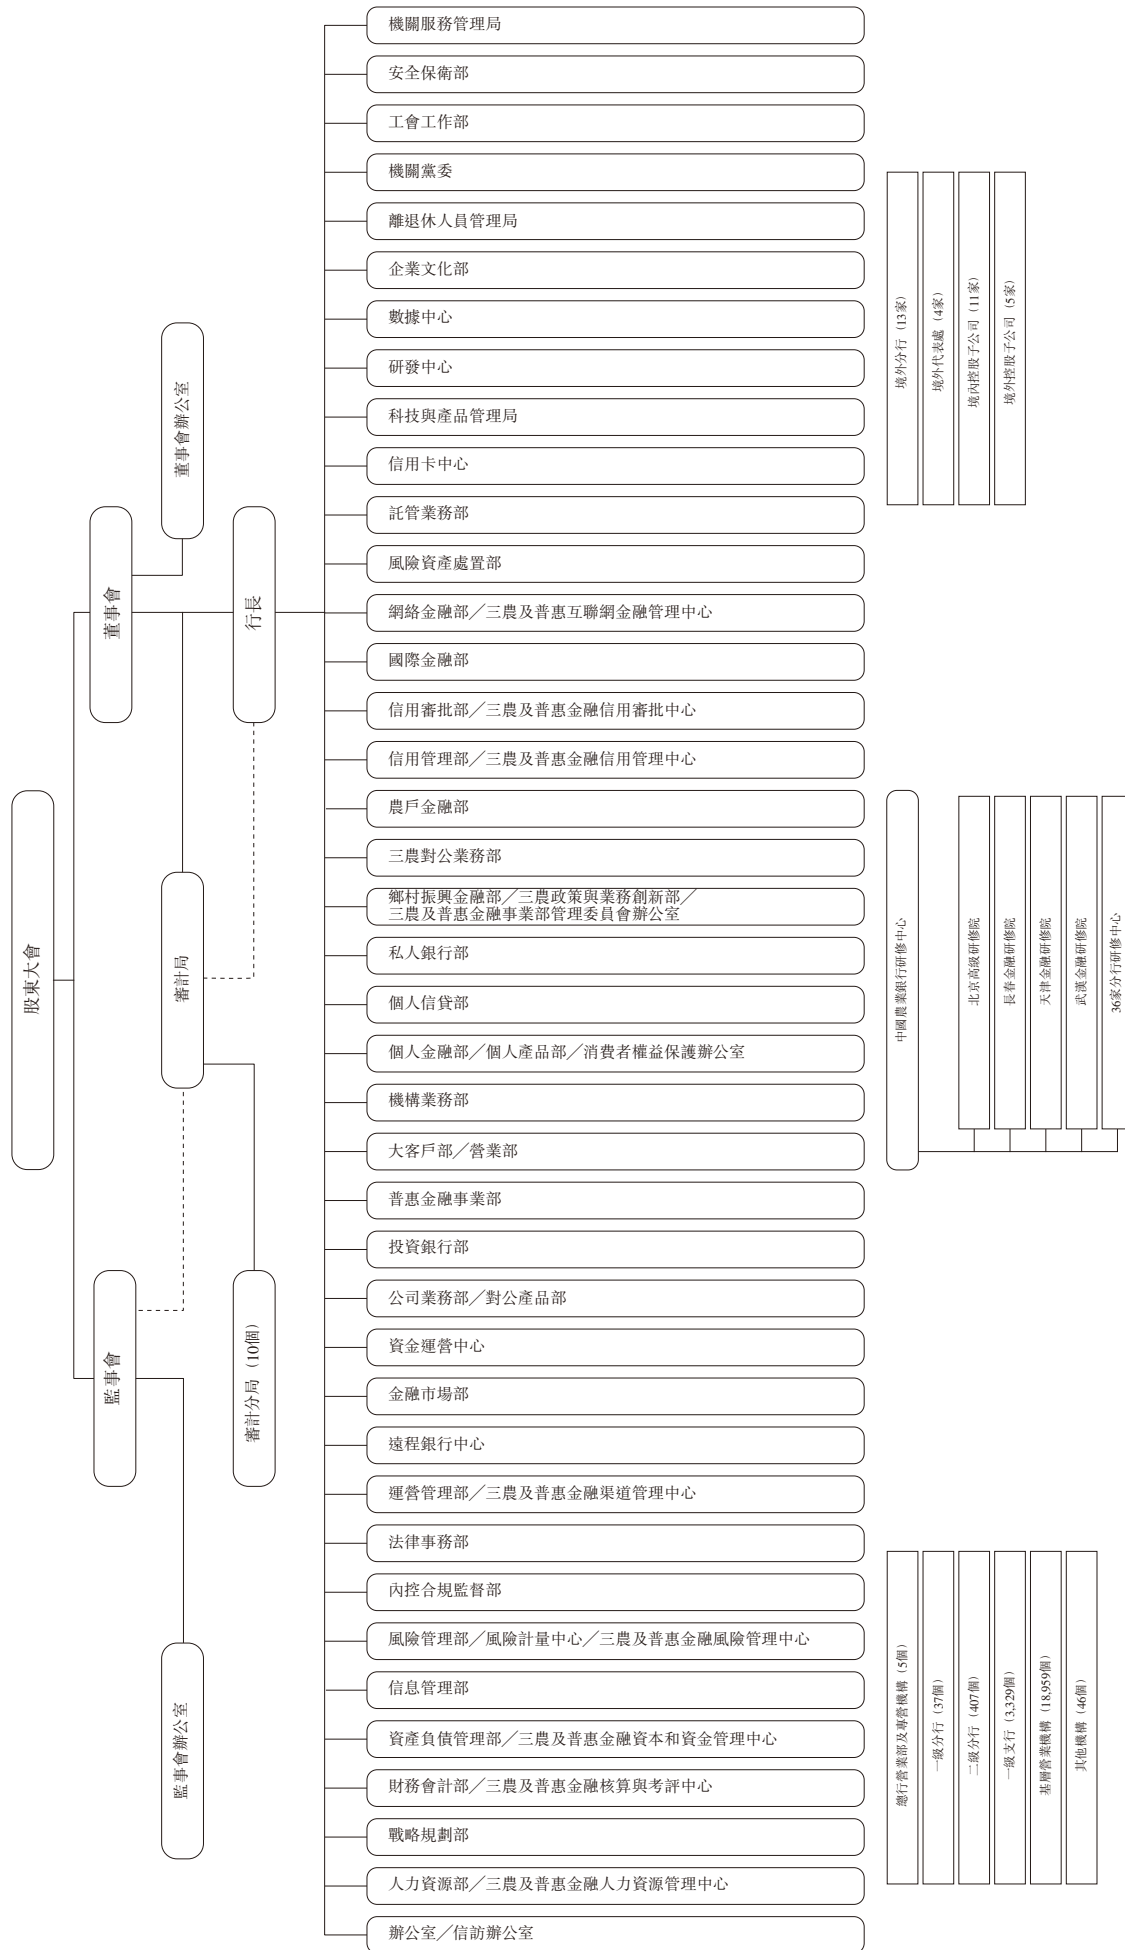 股東大會
監事會
董事會
監事會辦公室
董事會辦公室
審計局
審計分局（10個）
行長
機關服務管理局
安全保衛部
工會工作部
機關黨委
離退休人員管理局
企業文化部
數據中心
研發中心
科技與產品管理局
信用卡中心
託管業務部
風險資產處置部
網絡金融部／三農及普惠互聯網金融管理中心
國際金融部
信用審批部／三農及普惠金融信用審批中心
信用管理部／三農及普惠金融信用管理中心
農戶金融部
三農對公業務部
鄉村振興金融部／三農政策與業務創新部／
三農及普惠金融事業部管理委員會辦公室
私人銀行部
個人信貸部
個人金融部／個人產品部／消費者權益保護辦公室
機構業務部
大客戶部／營業部
普惠金融事業部
投資銀行部
公司業務部／對公產品部
資金運營中心
金融市場部
遠程銀行中心
運營管理部／三農及普惠金融渠道管理中心
法律事務部
內控合規監督部
風險管理部／風險計量中心／三農及普惠金融風險管理中心
信息管理部
資產負債管理部／三農及普惠金融資本和資金管理中心
財務會計部／三農及普惠金融核算與考評中心
戰略規劃部
人力資源部／三農及普惠金融人力資源管理中心
辦公室／信訪辦公室
境外分行（13家）
境外代表處（4家）
境內控股子公司（11家）
境外控股子公司（5家）
中國農業銀行研修中心
北京高級研修院
長春金融研修院
天津金融研修院
武漢金融研修院
36家分行研修中心
總行營業部及專營機構（5個）
一級分行（37個）
二級分行（407個）
一級支行（3,329個）
基層營業機構（18,959個）
其他機構（46個）